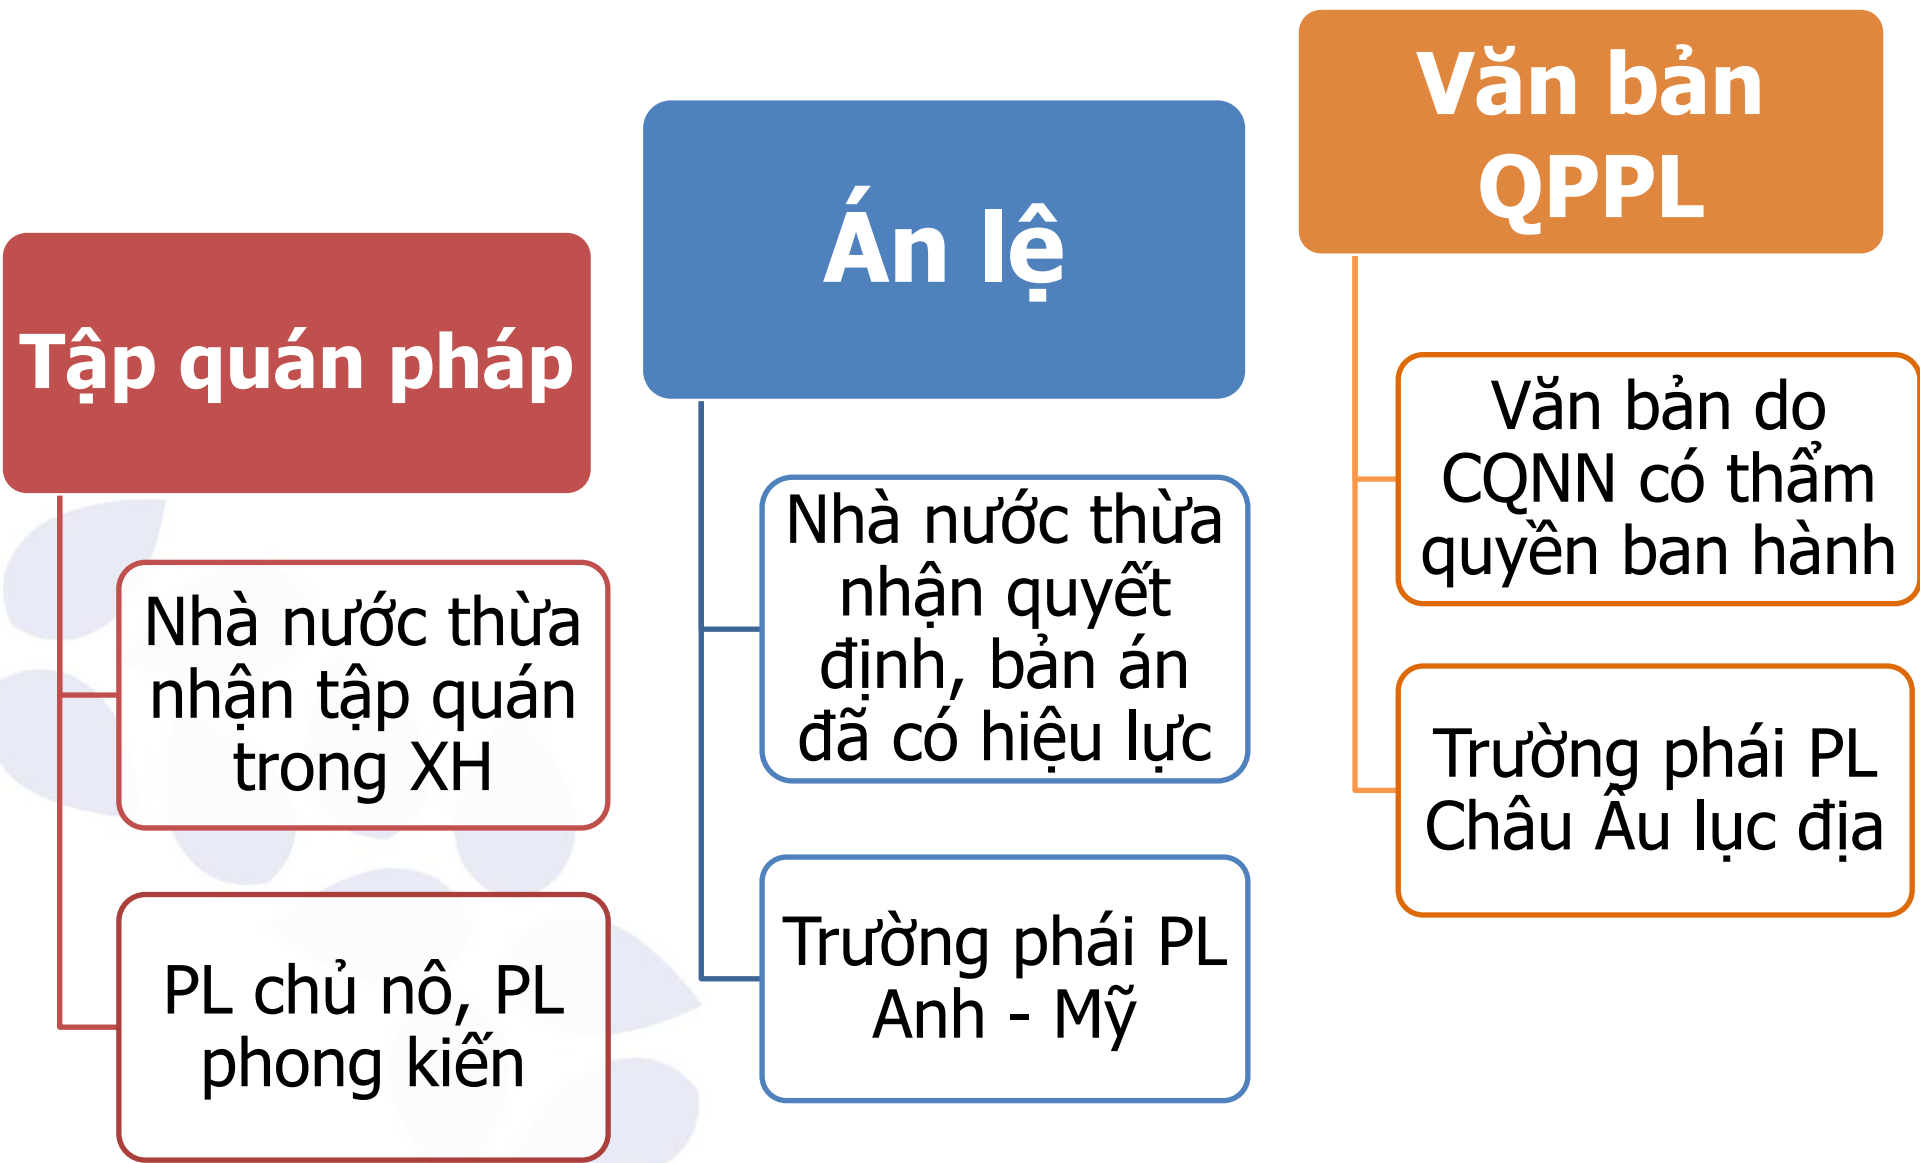 Tập quán pháp
Nhà nước thừa
nhận tập quán
trong XH
PL chủ nô, PL
phong kiến
Án lệ
Nhà nước thừa
nhận quyết
định, bản án
đã có hiệu lực
Trường phái PL
Anh - Mỹ
Văn bản
QPPL
Văn bản do
CQNN có thẩm
quyền ban hành
Trường phái PL
Châu Âu lục địa